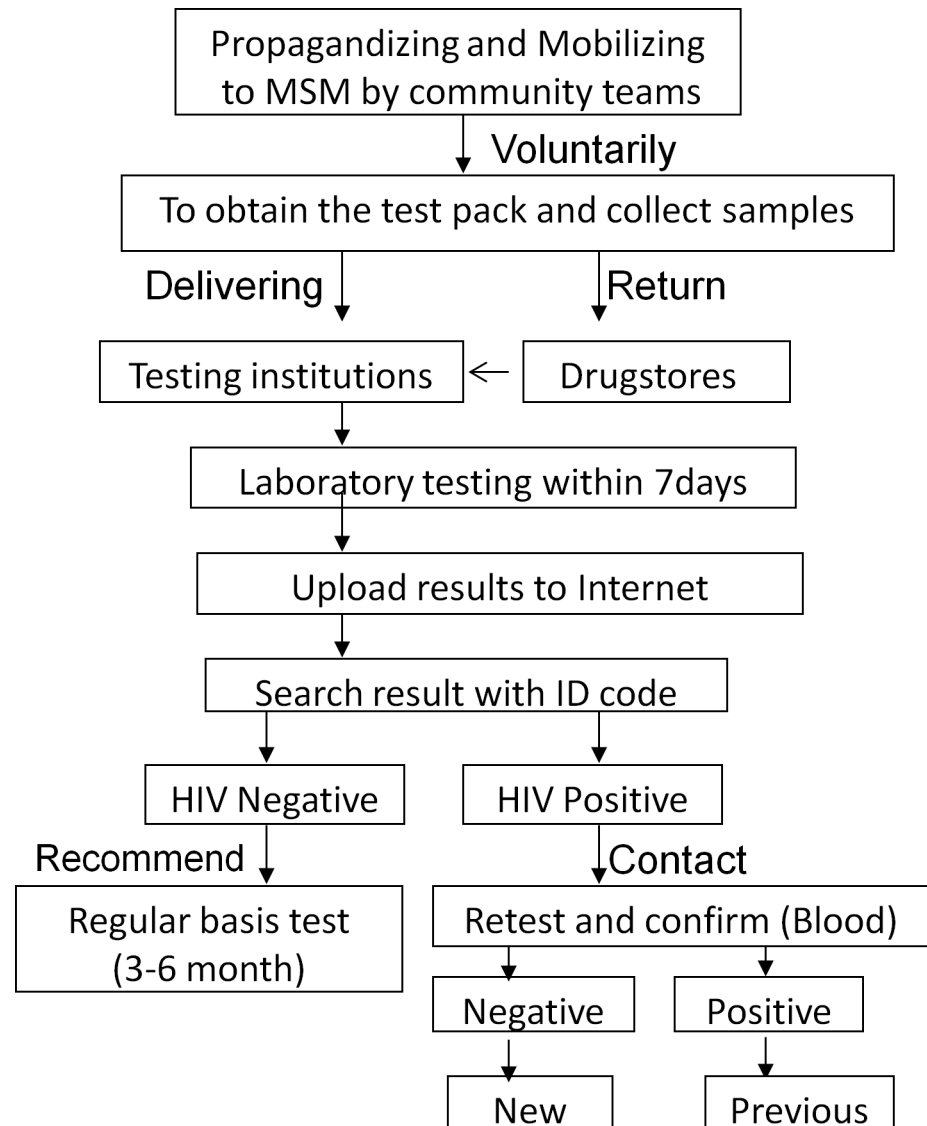 Propagandizing and Mobilizing
to MSM by community teams
Voluntarily
To obtain the test pack and collect samples
Delivering
Return
Testing institutions
Drugstores
Laboratory testing within 7days
Upload results to Internet
Search result with ID code
HIV Negative
HIV Positive
Recommend
Contact
Regular basis test
(3-6 month)
Retest and confirm (Blood)
Negative
Positive
New
Previous